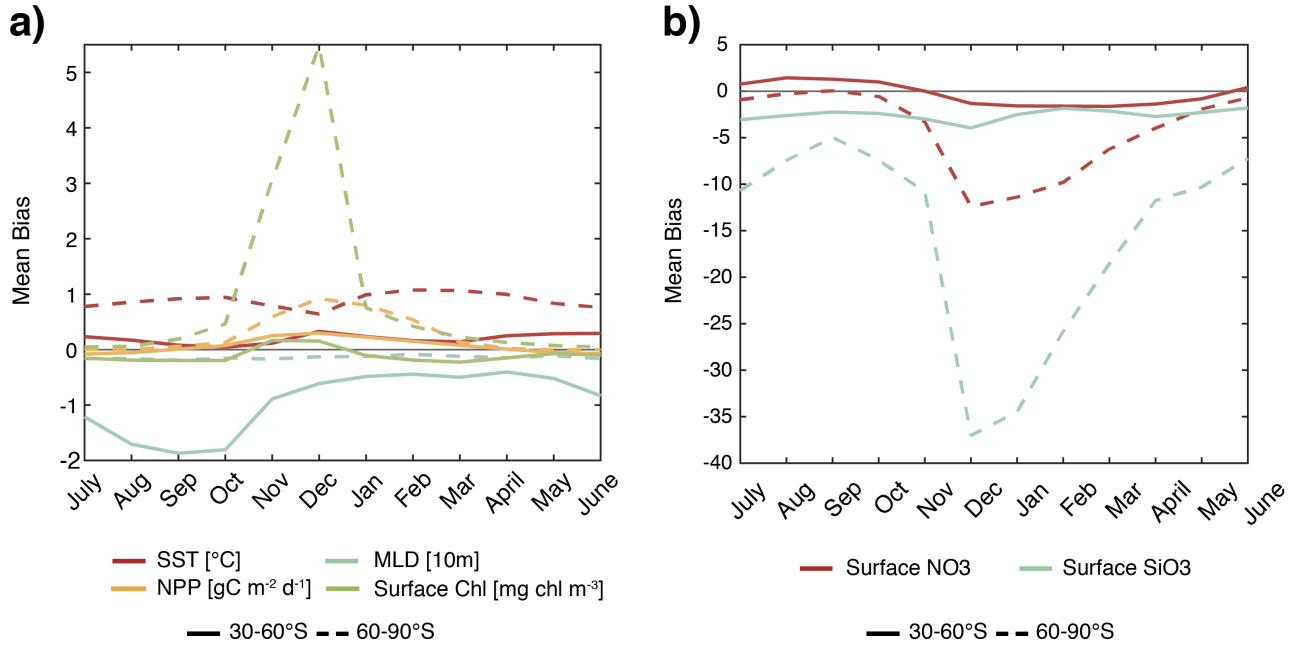 a)
5
4
3
2
1
0
-1
-2
Mean Bias
July Aug Sep Oct Nov Dec Jan Feb Mar April May June
SST [°C] MLD [10m]
NPP [gC m-2 d-1] Surface Chl [mg chl m-3]
30-60°S 60-90°S
b)
5
0
-5
-10
-15
-20
-25
-30
-35
-40
Mean Bias
July Aug Sep Oct Nov Dec Jan Feb Mar April May June
Surface NO3 Surface SiO3
30-60°S 60-90°S